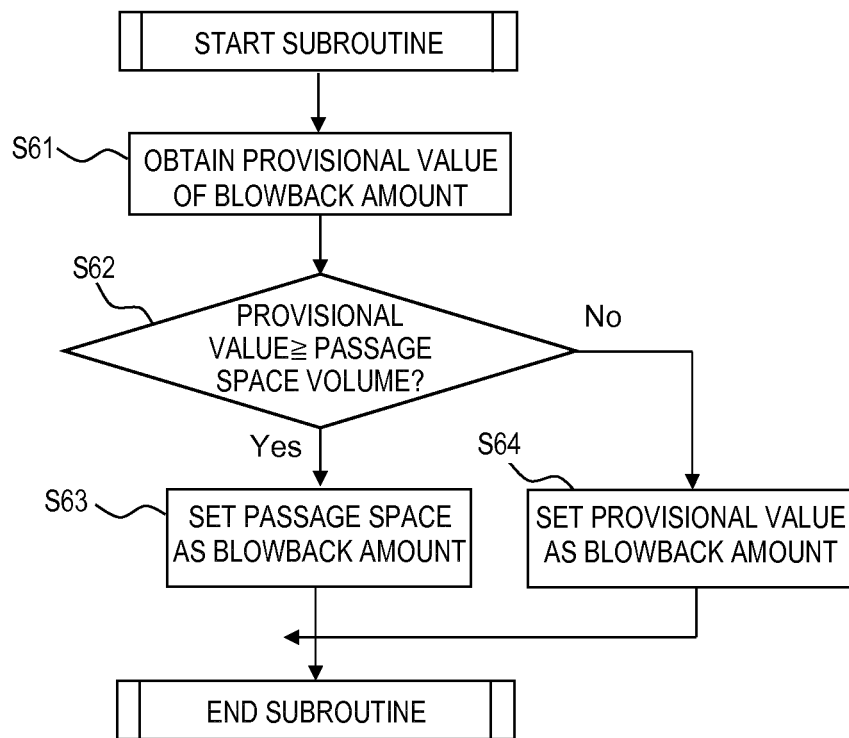 START SUBROUTINE
S61
OBTAIN PROVISIONAL VALUE
OF BLOWBACK AMOUNT
S62
PROVISIONAL
VALUE≧ PASSAGE
SPACE VOLUME?
No
Yes
S63
SET PASSAGE SPACE
AS BLOWBACK AMOUNT
S64
SET PROVISIONAL VALUE
AS BLOWBACK AMOUNT
END SUBROUTINE